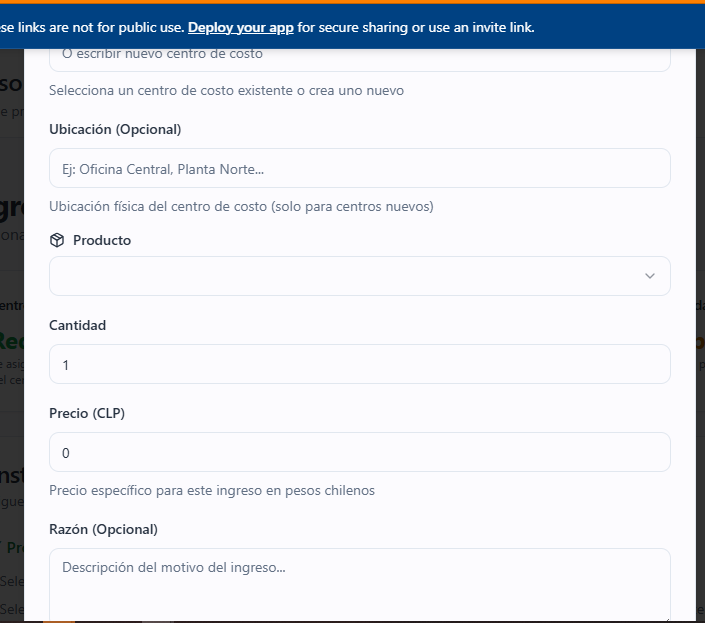 se links are not for public use. Deploy your app for secure sharing or use an invite link.
O escribir nuevo centro de costo
Selecciona un centro de costo existente o crea uno nuevo
Ubicación (Opcional)
Ej: Oficina Central, Planta Norte...
Ubicación física del centro de costo (solo para centros nuevos)
Producto
Cantidad
1
Precio (CLP)
0
Precio específico para este ingreso en pesos chilenos
Razón (Opcional)
Descripción del motivo del ingreso...